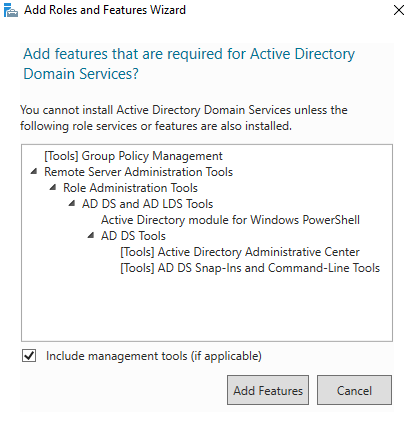 Add Roles and Features Wizard
Add features that are required for Active Directory
Domain Services?
You cannot install Active Directory Domain Services unless the
following role services or features are also installed.
[Tools] Group Policy Management
Remote Server Administration Tools
Role Administration Tools
AD DS and AD LDS Tools
Active Directory module for Windows PowerShell
AD DS Tools
[Tools] Active Directory Administrative Center
[Tools] AD DS Snap-Ins and Command-Line Tools
Include management tools (if applicable)
Add Features
Cancel